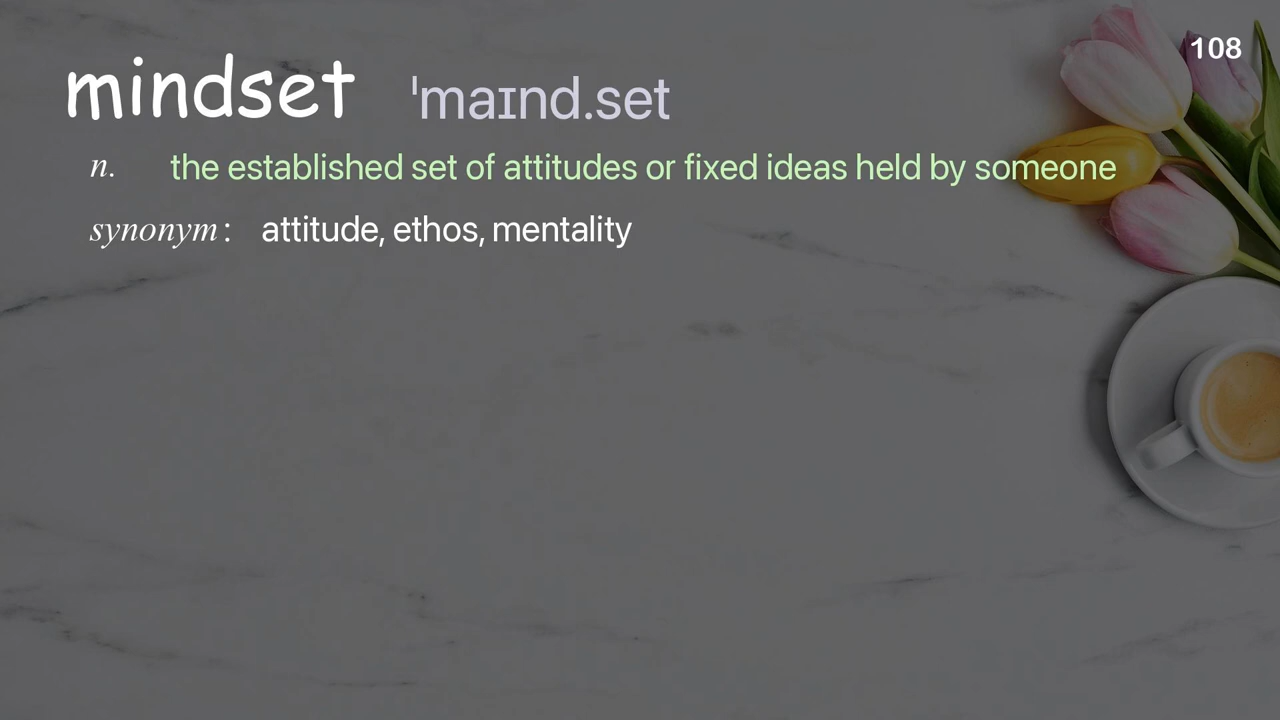 108
mindset ˈmaɪnd.set
n. the established set of attitudes or fixed ideas held by someone
synonym : attitude, ethos, mentality